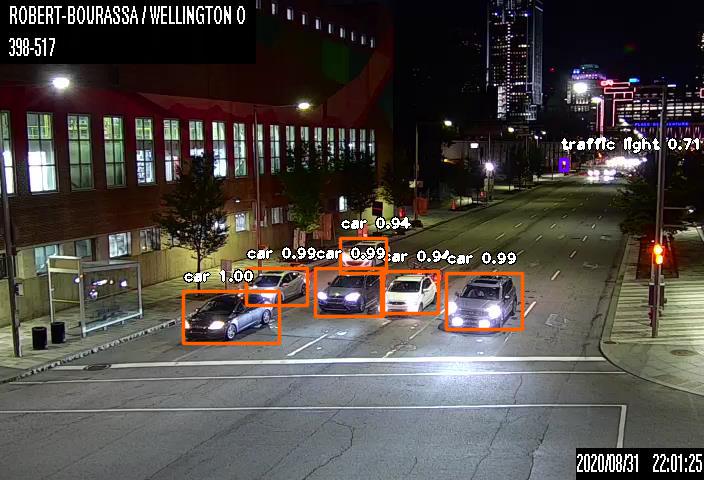 ROBERT-BOURASSA / WELLINGTON O
398-517
traffic light 0.71
car 0.94
car 0.99
car 0.99
car 0.94
car 0.99
car 1.00
2020/08/31 22:01:25